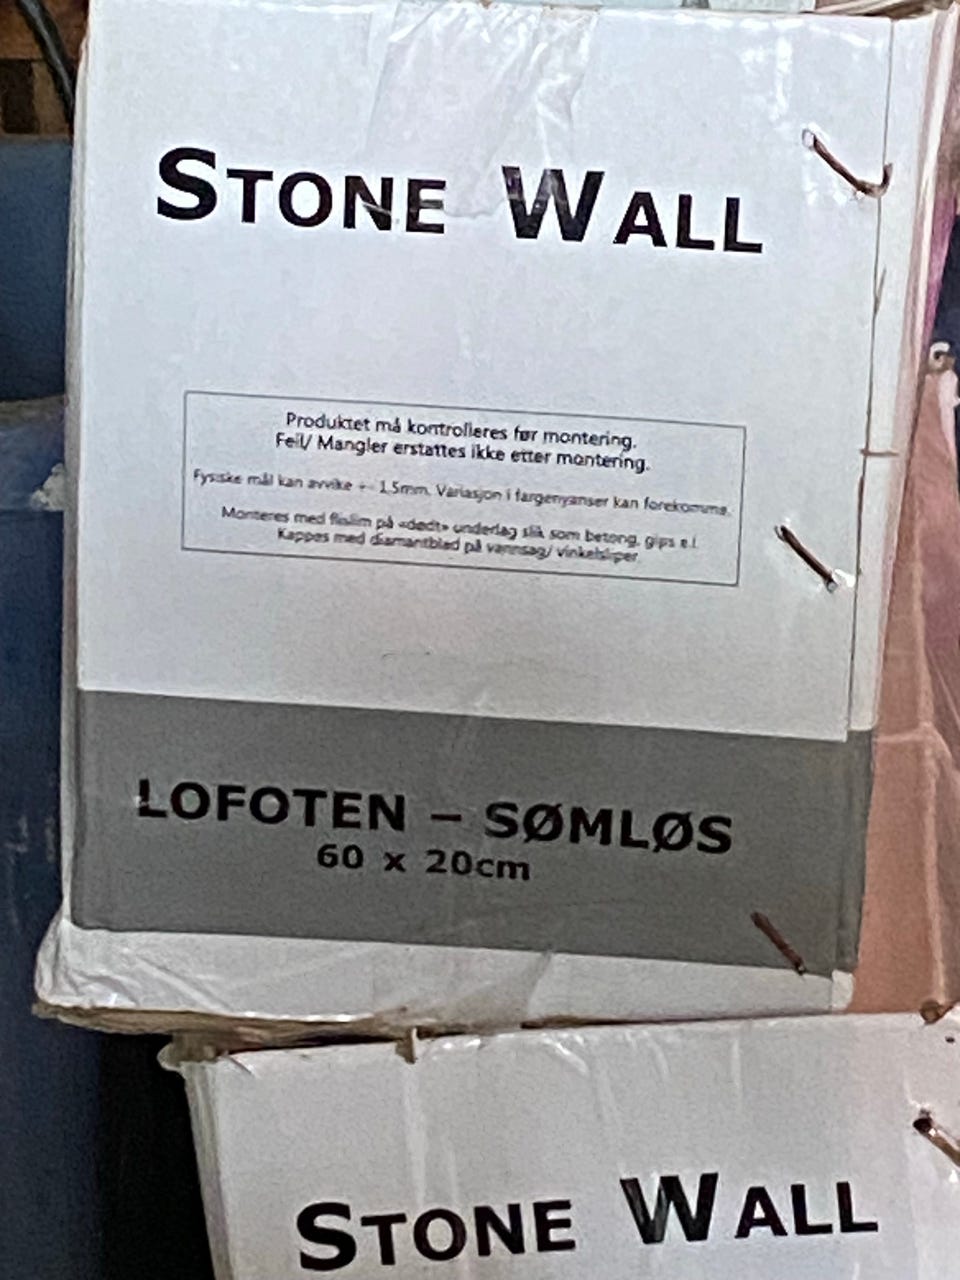 STONE WALL
Produktet må kontrolleres før montering.
Feil/ Mangler erstattes ikke etter montering.
Fysiske mål kan avvike +- 1,5mm. Variasjon i fargenyanser kan forekomme.
Monteres med flislim på «dødt» underlag slik som betong, gips e.l.
Kappes med diamantblad på vannsag/ vinkelsliper
LOFOTEN – SØMLØS
60 x 20cm
STONE WALL